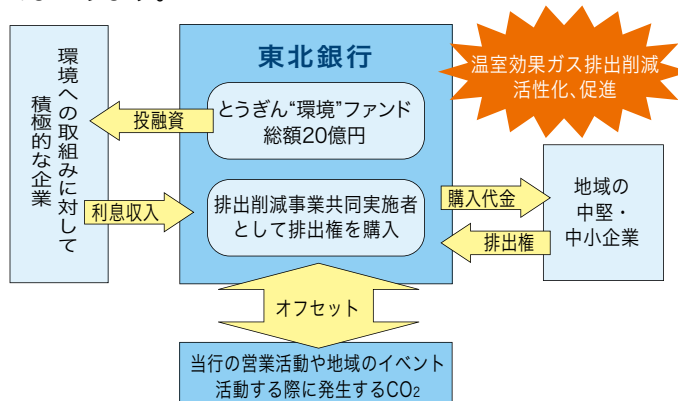 東北銀行
温室効果ガス排出削減
活性化、促進
環境への取組みに対して
積極的な企業
投融資
とうぎん“環境”ファンド
総額20億円
利息収入
排出削減事業共同実施者
として排出権を購入
購入代金
排出権
地域の
中堅・
中小企業
オフセット
当行の営業活動や地域のイベント
活動する際に発生するCO2